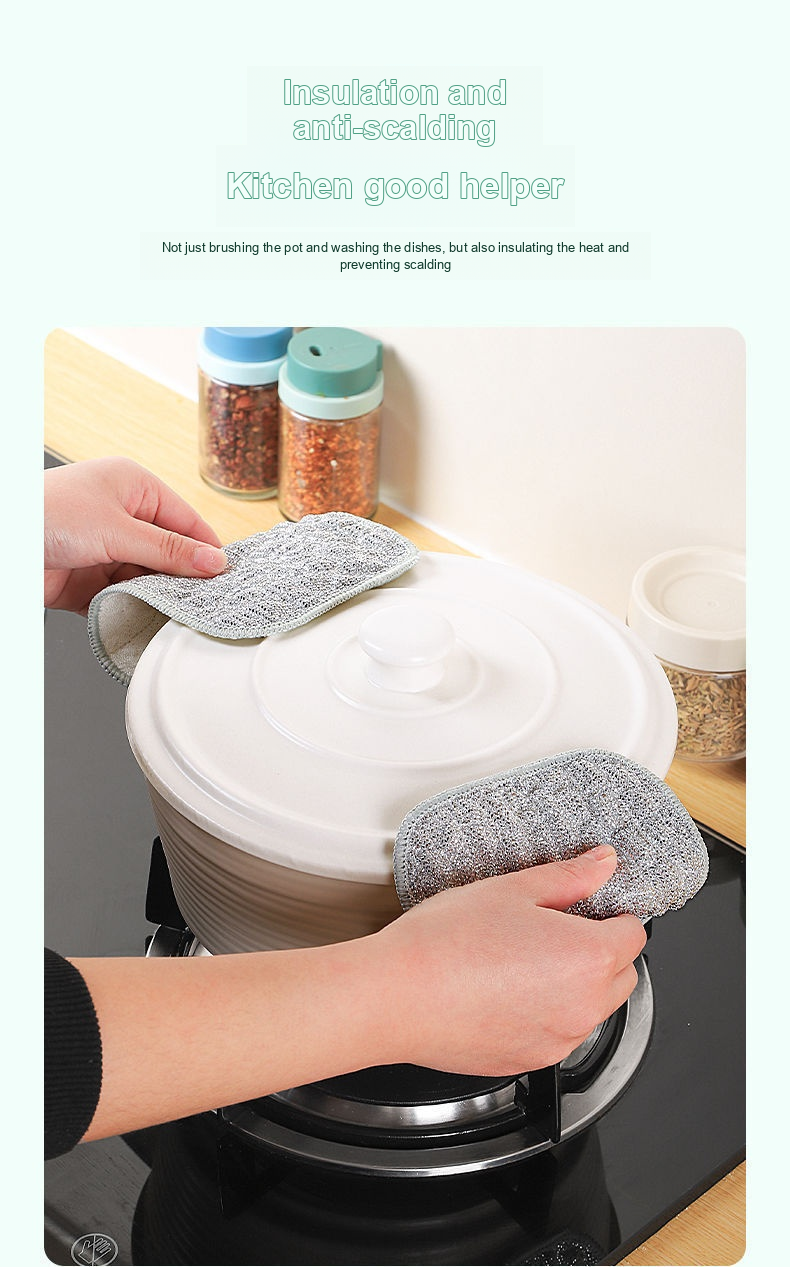 Insulation and
anti-scalding
Kitchen good helper
Not just brushing the pot and washing the dishes, but also insulating the heat and
preventing scalding